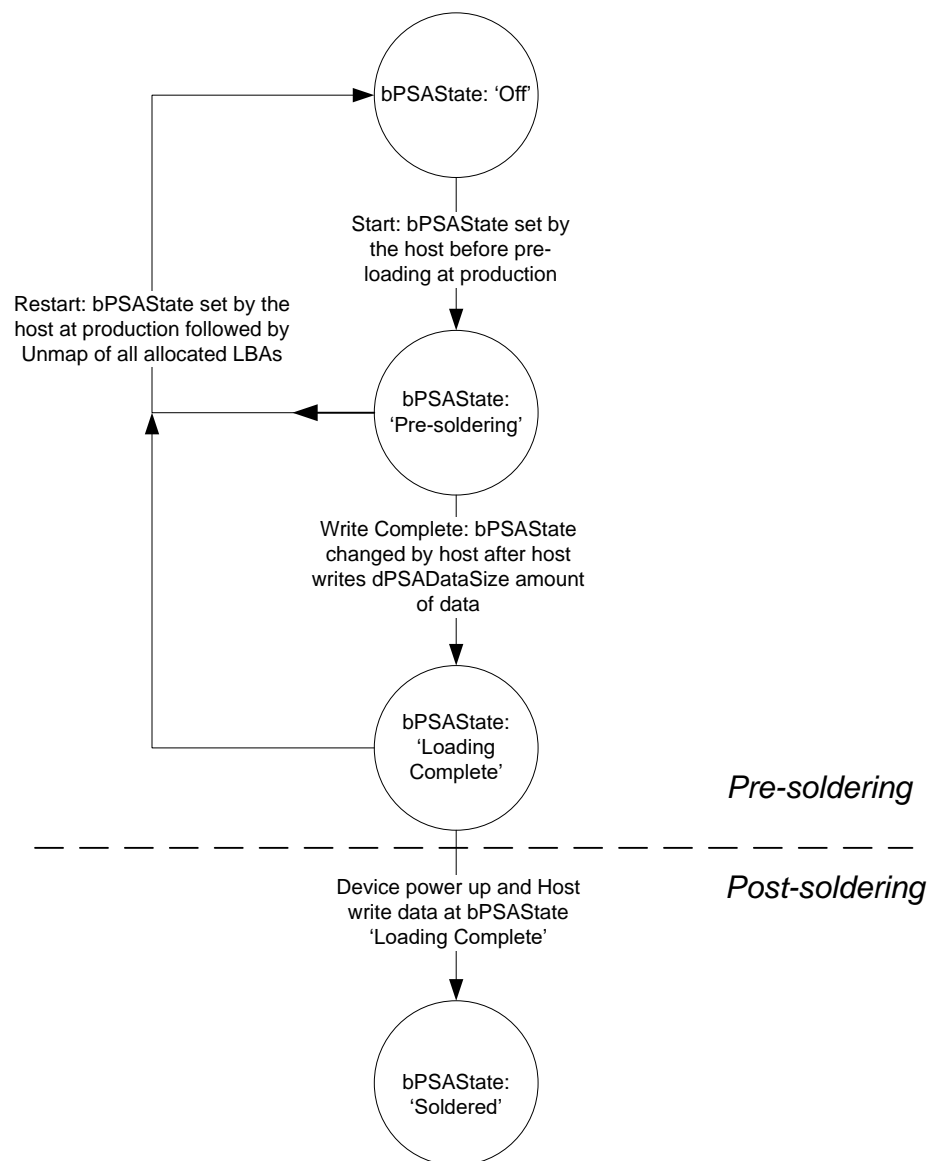 bPSAState: ‘Off’
Start: bPSAState set by
the host before pre-
loading at production
Restart: bPSAState set by the
host at production followed by
Unmap of all allocated LBAs
bPSAState:
‘Pre-soldering’
Write Complete: bPSAState
changed by host after host
writes dPSADataSize amount
of data
bPSAState:
‘Loading
Complete’
Pre-soldering
Post-soldering
Device power up and Host
write data at bPSAState
‘Loading Complete’
bPSAState:
‘Soldered’